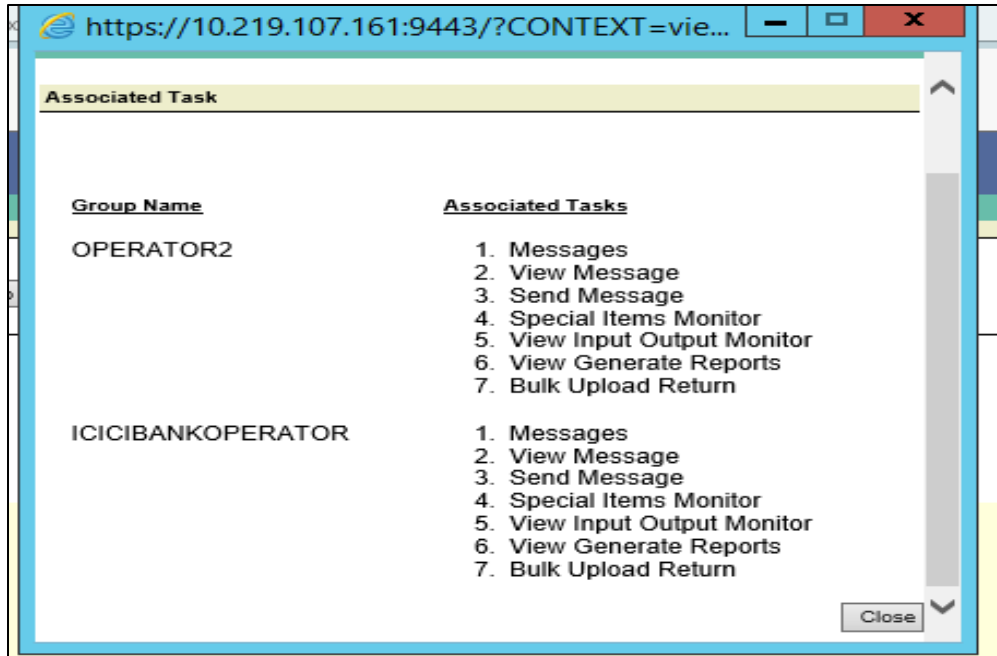 https://10.219.107.161:9443/?CONTEXT=vie...
Associated Task
Group Name Associated Tasks
OPERATOR2 1. Messages
2. View Message
3. Send Message
4. Special Items Monitor
5. View Input Output Monitor
6. View Generate Reports
7. Bulk Upload Return
ICICIBANKOPERATOR 1. Messages
2. View Message
3. Send Message
4. Special Items Monitor
5. View Input Output Monitor
6. View Generate Reports
7. Bulk Upload Return
Close